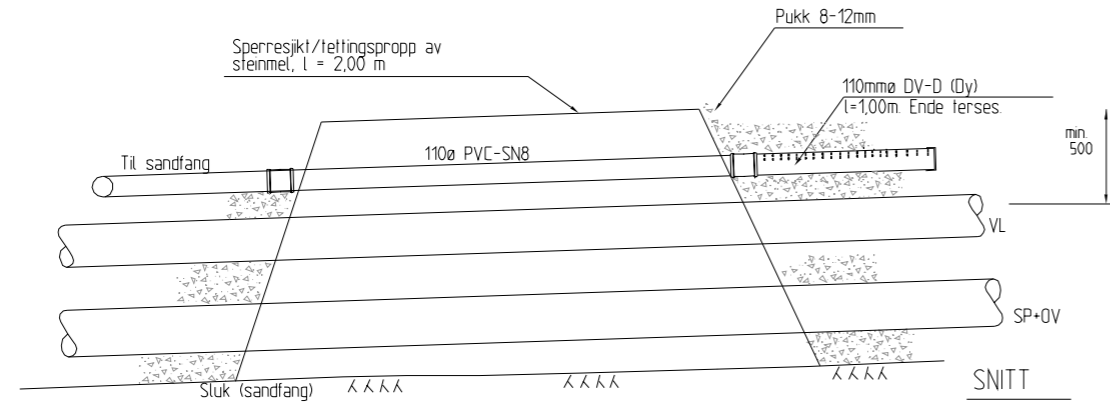 Pukk 8-12mm
Sperresjikt/tettingspropp av
steinmel, l = 2,00 m
110mmø DV-D (Dy)
l=1,00m. Ende terses.
min.
500
Til sandfang
110ø PVC-SN8
VL
SP+OV
Sluk (sandfang)
SNITT